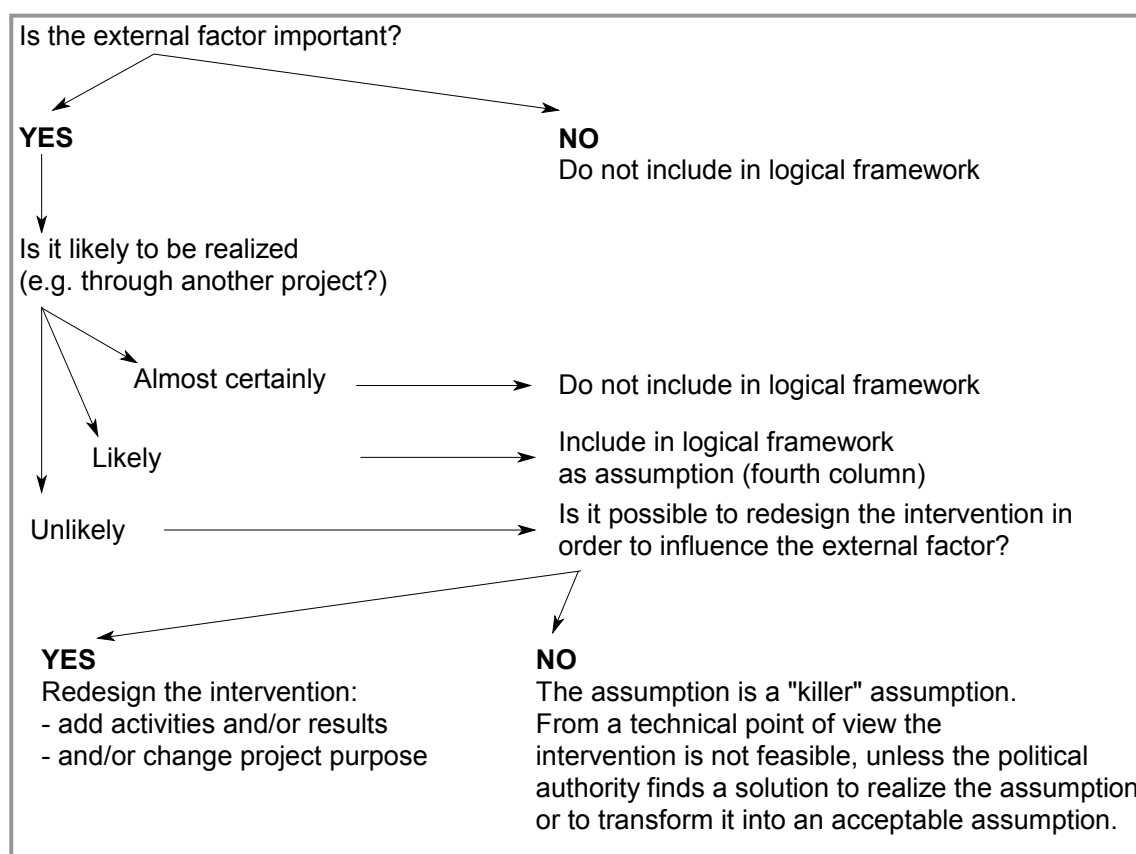 Is the external factor important?
YES
NO
Do not include in logical framework
Is it likely to be realized
(e.g. through another project?)
Almost certainly
Do not include in logical framework
Likely
Include in logical framework
as assumption (fourth column)
Unlikely
Is it possible to redesign the intervention in
order to influence the external factor?
YES
Redesign the intervention:
- add activities and/or results
- and/or change project purpose
NO
The assumption is a "killer" assumption.
From a technical point of view the
intervention is not feasible, unless the political
authority finds a solution to realize the assumption
or to transform it into an acceptable assumption.